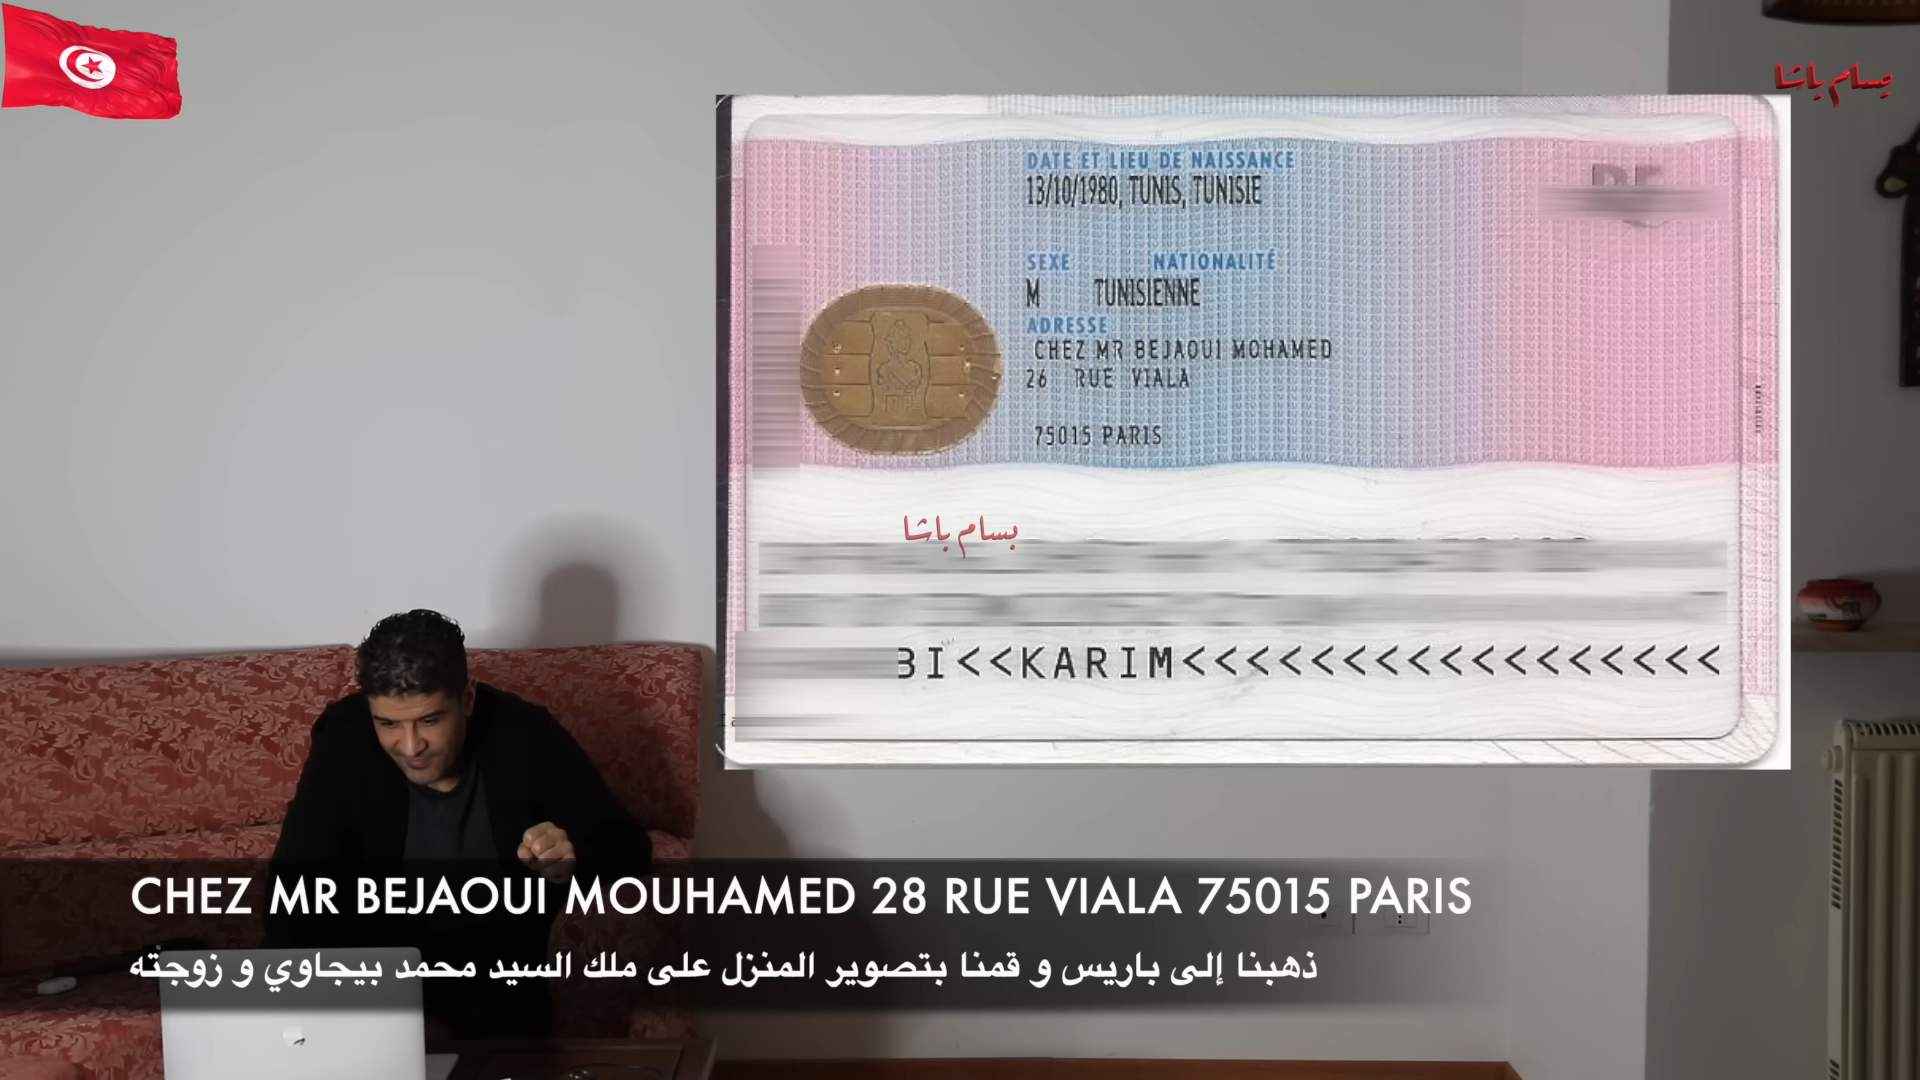 بسام باشا
DATE ET LIEU DE NAISSANCE
13/10/1980, TUNIS, TUNISIE
SEXE NATIONALITÉ
M TUNISIENNE
ADRESSE
CHEZ MR BEJAOUI MOHAMED
26 RUE VIALA
75015 PARIS
بسام باشا
BI<<KARIM<<<<<<<<<<<<<<<<<
CHEZ MR BEJAOUI MOUHAMED 28 RUE VIALA 75015 PARIS
ذهبنا إلى باريس و قمنا بتصوير المنزل على ملك السيد محمد بيجاوي و زوجته